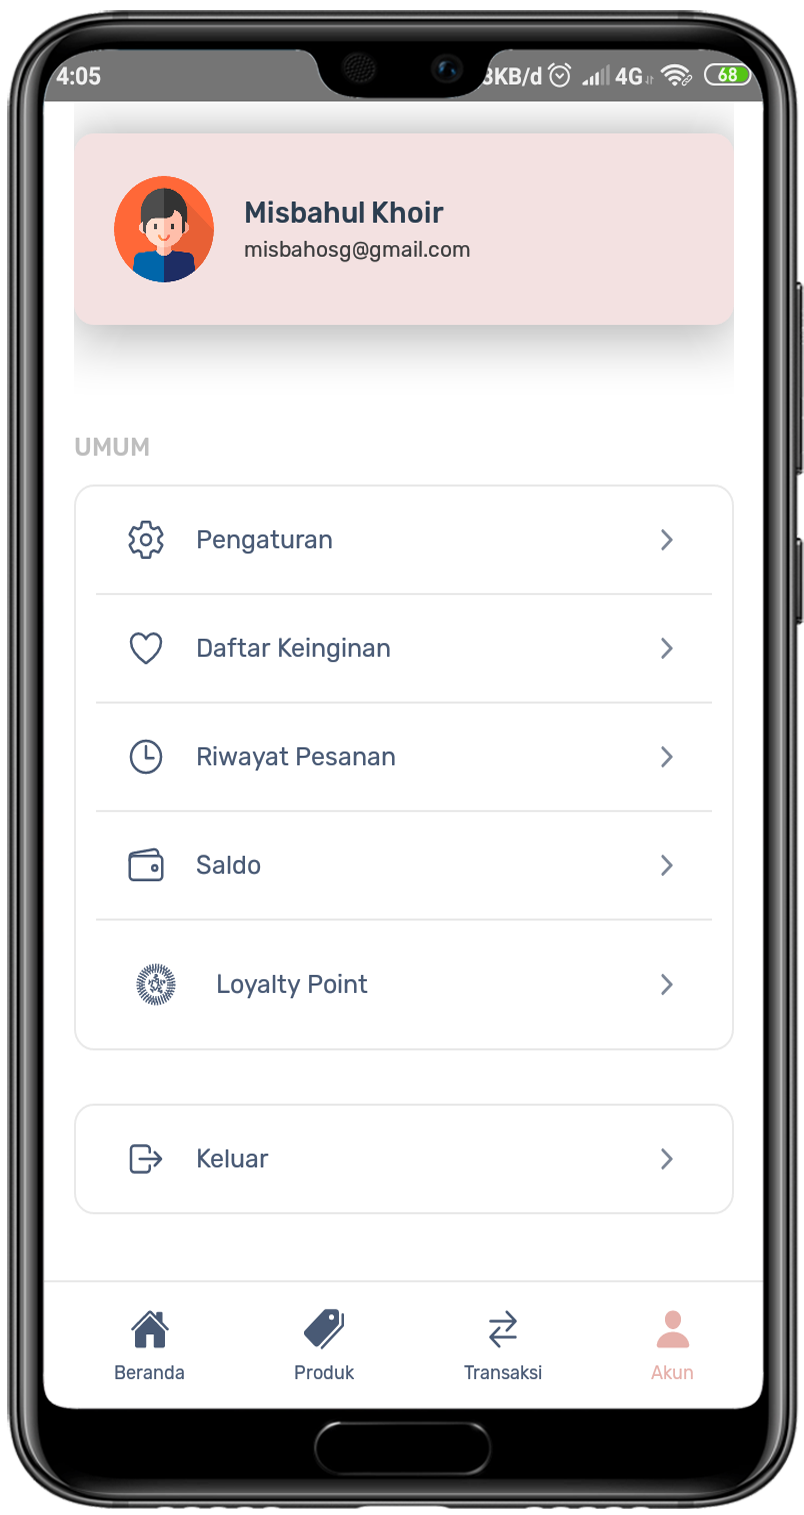 4:05
3KB/d 4G 68
Misbahul Khoir
misbahosg@gmail.com
UMUM
Pengaturan
Daftar Keinginan
Riwayat Pesanan
Saldo
Loyalty Point
Keluar
Beranda Produk Transaksi Akun